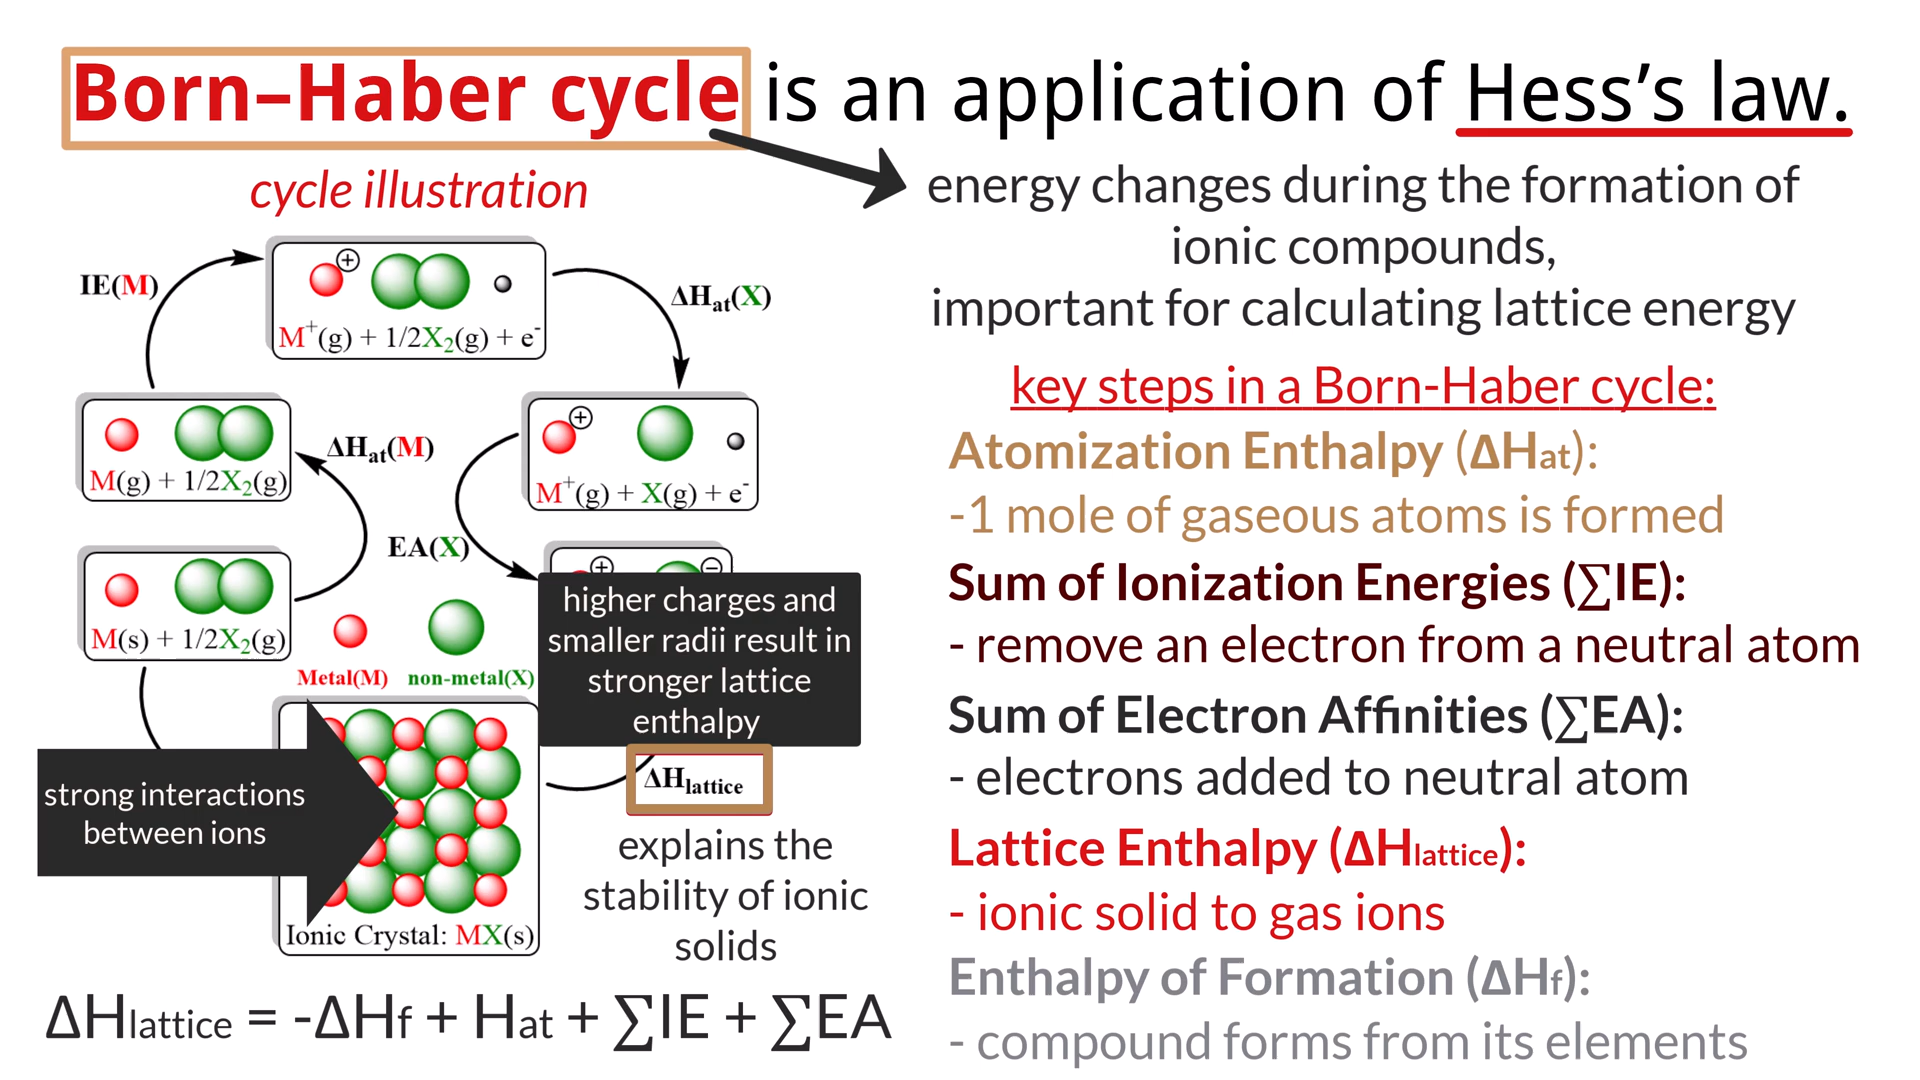 Born–Haber cycle is an application of Hess’s law.
cycle illustration
energy changes during the formation of
ionic compounds,
important for calculating lattice energy
IE(M)
M⁺(g) + 1/2X₂(g) + e⁻
ΔHat(X)
M(g) + 1/2X₂(g)
ΔHat(M)
M⁺(g) + X(g) + e⁻
EA(X)
M(s) + 1/2X₂(g)
Metal(M) non-metal(X)
higher charges and
smaller radii result in
stronger lattice
enthalpy
strong interactions
between ions
ΔHlattice
Ionic Crystal: MX(s)
explains the
stability of ionic
solids
ΔHlattice = -ΔHf + Hat + ∑IE + ∑EA
key steps in a Born-Haber cycle:
Atomization Enthalpy (ΔHat):
-1 mole of gaseous atoms is formed
Sum of Ionization Energies (∑IE):
- remove an electron from a neutral atom
Sum of Electron Affinities (∑EA):
- electrons added to neutral atom
Lattice Enthalpy (ΔHlattice):
- ionic solid to gas ions
Enthalpy of Formation (ΔHf):
- compound forms from its elements